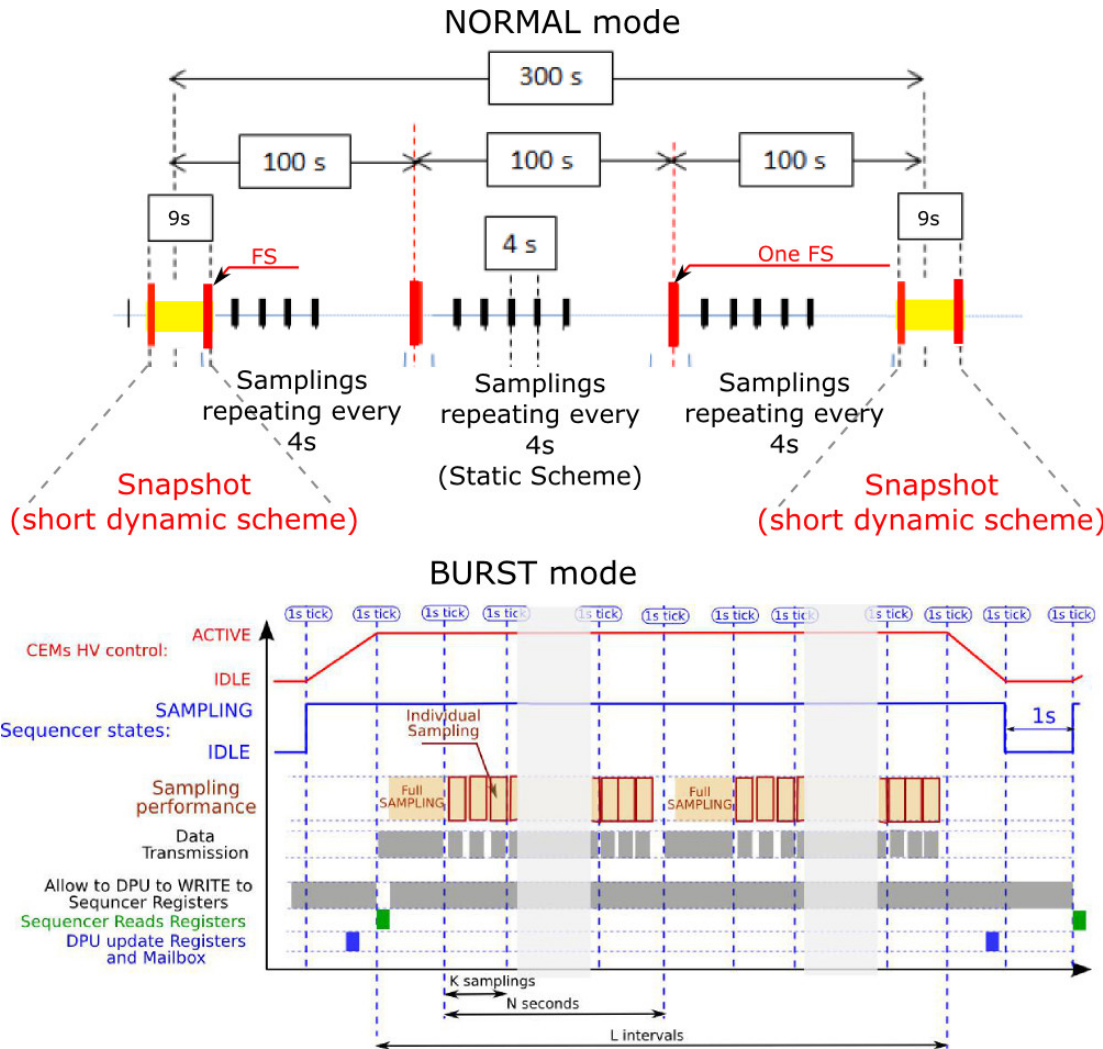 NORMAL mode
300 s
100 s 100 s 100 s
9s 4 s 9s
FS One FS
Samplings
repeating every
4s
Samplings
repeating every
4s
(Static Scheme)
Samplings
repeating every
4s
Snapshot
(short dynamic scheme)
Snapshot
(short dynamic scheme)
BURST mode
1s tick 1s tick 1s tick 1s tick 1s tick 1s tick 1s tick 1s tick 1s tick 1s tick 1s tick 1s tick
CEMs HV control:
ACTIVE
IDLE
Sequencer states:
SAMPLING
IDLE
1s
Individual
Sampling
Sampling
performance
Full
SAMPLING
Full
SAMPLING
Data
Transmission
Allow to DPU to WRITE to
Sequncer Registers
Sequencer Reads Registers
DPU update Registers
and Mailbox
K samplings
N seconds
L intervals